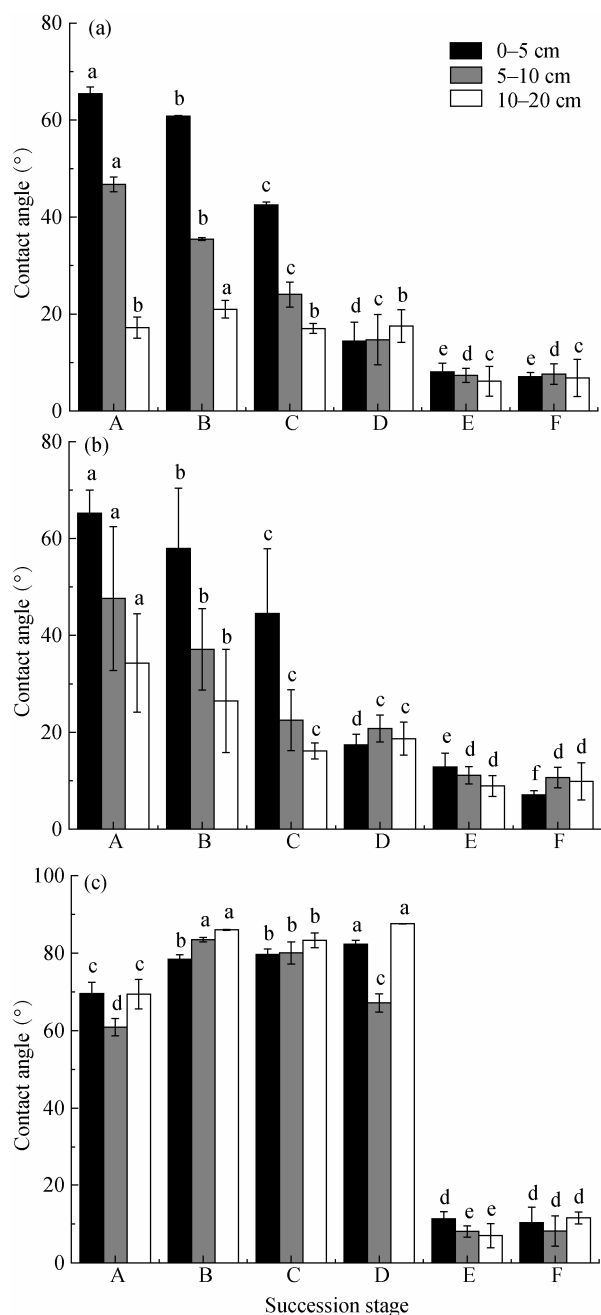 (a)
80
60
40
20
0
Contact angle (°)
0–5 cm
5–10 cm
10–20 cm
a a b
b b a
c c b
d c b
e d c
e d c
A B C D E F
(b)
80
60
40
20
0
Contact angle (°)
a a a
b b b
c c c
d c c
e d d
f d d
A B C D E F
(c)
100
80
60
40
20
0
Contact angle (°)
c d c
b a a
b b b
a c a
d e e
d d d
A B C D E F
Succession stage